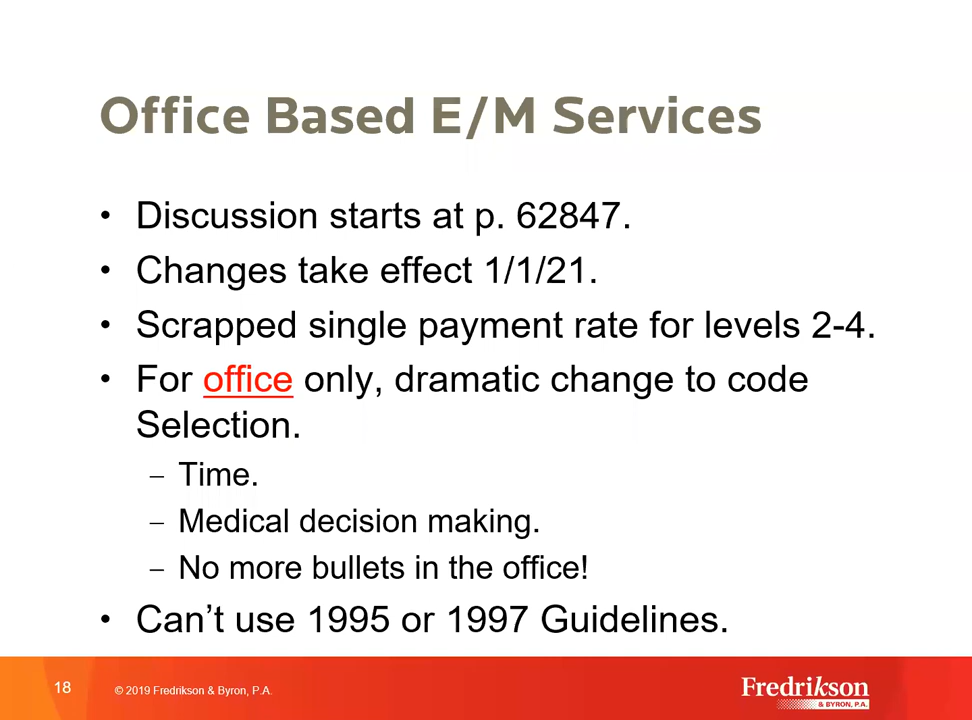 Office Based E/M Services
• Discussion starts at p. 62847.
• Changes take effect 1/1/21.
• Scrapped single payment rate for levels 2-4.
• For office only, dramatic change to code
Selection.
– Time.
– Medical decision making.
– No more bullets in the office!
• Can’t use 1995 or 1997 Guidelines.
18
© 2019 Fredrikson & Byron, P.A.
Fredrikson
& BYRON, P.A.